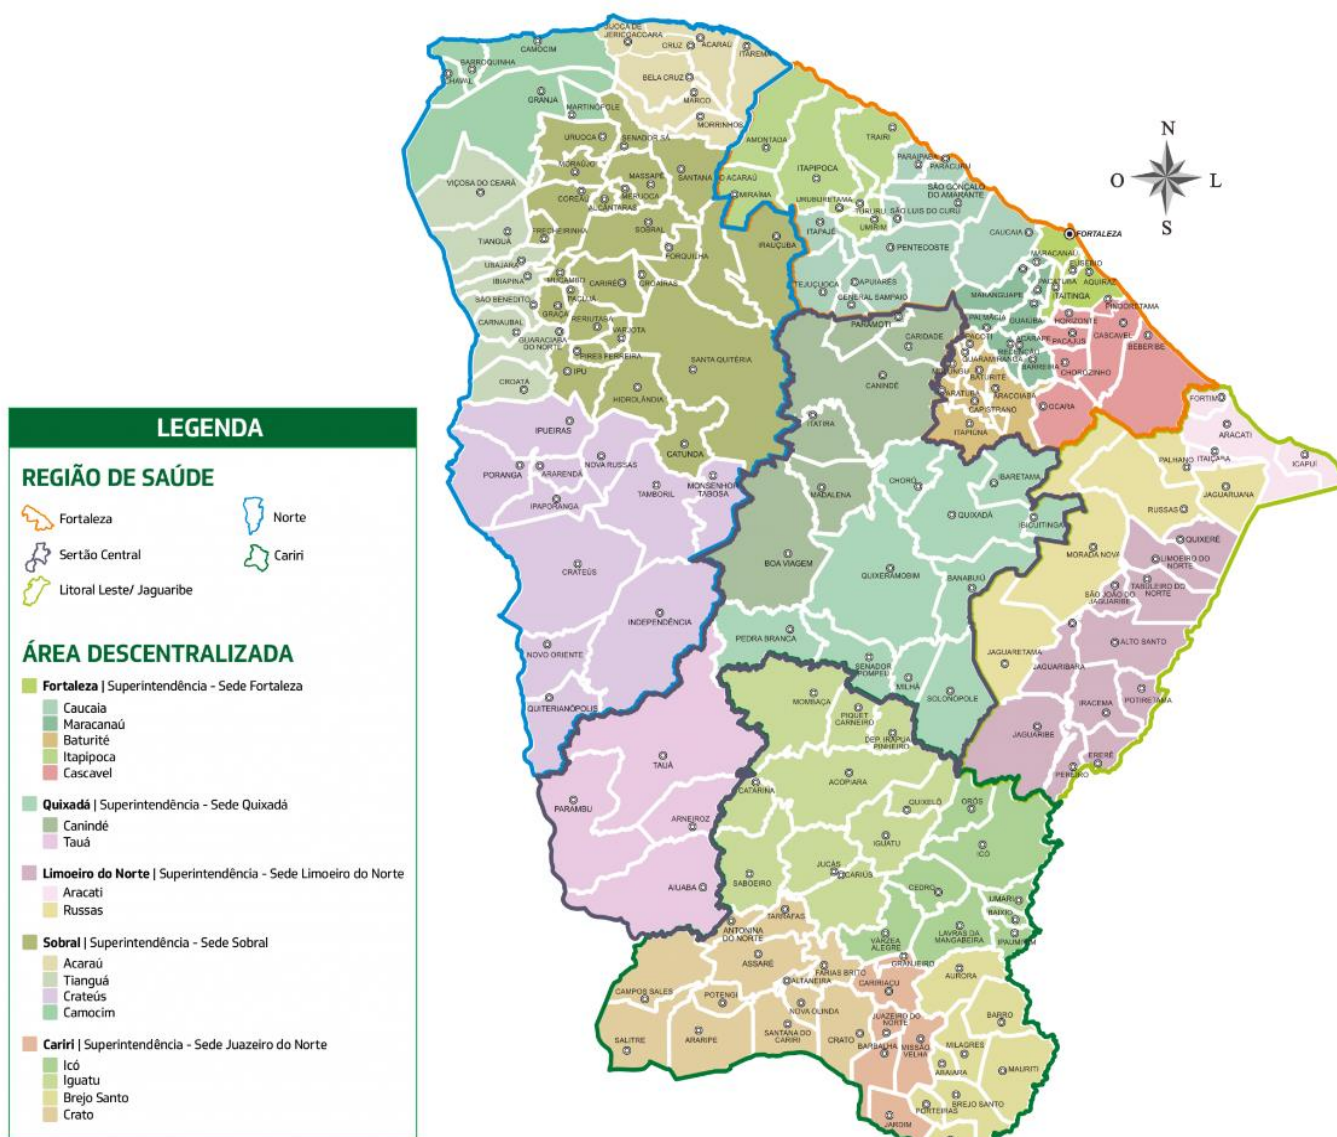 JIJOCA DE
JERICOACOARA
CRUZ
ACARAÚ
ITAREMA
CAMOCIM
BARROQUINHA
CHAVAL
BELA CRUZ
GRANJA
MARCO
MARTINÓPOLE
MORRINHOS
URUOCA
SENADOR SÁ
AMONTADA
TRAIRI
N
O
L
S
MORAÚJO
MASSAPÊ
SANTANA
DO ACARAÚ
ITAPIPOCA
PARAIPABA
PARACURU
VIÇOSA DO CEARÁ
COREAÚ
MERUOCA
ALCÂNTARAS
MIRAÍMA
URUBURETAMA
TURURU
UMIRIM
SÃO GONÇALO
DO AMARANTE
SÃO LUIS DO CURU
SOBRAL
FRECHEIRINHA
TIANGUÁ
FORQUILHA
IRAUÇUBA
ITAPAJÉ
PENTECOSTE
CAUCAIA
FORTALEZA
MARACANAÚ
EUSÉBIO
AQUIRAZ
PACATUBA
ITAITINGA
UBAJARA
IBIAPINA
MUCAMBO
CARIRÉ
GROAÍRAS
PACUJÁ
TEJUÇUOCA
APUIARÉS
GENERAL SAMPAIO
MARANGUAPE
PINDORETAMA
SÃO BENEDITO
GRAÇA
RERIUTABA
VARJOTA
CARNAUBAL
GUARACIABA
DO NORTE
PIRES FERREIRA
PARAMOTI
CARIDADE
PALMÁCIA
GUAIÚBA
HORIZONTE
PACAJUS
CASCAVEL
BEBERIBE
PACOTI
GUARAMIRANGA
ACARAPE
REDENÇÃO
BARREIRA
CHOROZINHO
IPU
SANTA QUITÉRIA
CROATÁ
HIDROLÂNDIA
CANINDÉ
MULUNGU
BATURITÉ
ARATUBA
ARACOIABA
CAPISTRANO
OCARA
ITAPIÚNA
FORTIM
ARACATI
ITATIRA
IPUEIRAS
CATUNDA
PORANGA
ARARENDÁ
NOVA RUSSAS
TAMBORIL
MONSENHOR
TABOSA
IPAPORANGA
MADALENA
CHORÓ
IBARETAMA
QUIXADÁ
IBICUITINGA
PALHANO
ITAIÇABA
ICAPUÍ
JAGUARUANA
RUSSAS
QUIXERÉ
MORADA NOVA
LIMOEIRO DO
NORTE
CRATEÚS
BOA VIAGEM
QUIXERAMOBIM
BANABUIÚ
TABULEIRO DO
NORTE
SÃO JOÃO DO
JAGUARIBE
INDEPENDÊNCIA
PEDRA BRANCA
NOVO ORIENTE
SENADOR
POMPEU
MILHÃ
SOLONÓPOLE
JAGUARETAMA
JAGUARIBARA
ALTO SANTO
QUITERIANÓPOLIS
MOMBAÇA
PIQUET
CARNEIRO
DEP. IRAPUAN
PINHEIRO
IRACEMA
POTIRETAMA
JAGUARIBE
ERERÊ
PEREIRO
TAUÁ
PARAMBU
ARNEIROZ
CATARINA
ACOPIARA
QUIXELÔ
ORÓS
IGUATU
ICÓ
AIUABA
SABOEIRO
JUCÁS
CARIÚS
CEDRO
UMARI
BAIXIO
IPAUMIRIM
TARRAFAS
ANTONINA
DO NORTE
VÁRZEA
ALEGRE
LAVRAS DA
MANGABEIRA
GRANJEIRO
ASSARÉ
FARIAS BRITO
ALTANEIRA
CARIRIAÇU
AURORA
CAMPOS SALES
POTENGI
NOVA OLINDA
JUAZEIRO DO
NORTE
BARRO
SALITRE
ARARIPE
SANTANA DO
CARIRI
CRATO
BARBALHA
MISSÃO
VELHA
MILAGRES
ABAIARA
MAURITI
BREJO SANTO
PORTEIRAS
JARDIM
LEGENDA
REGIÃO DE SAÚDE
Fortaleza
Norte
Sertão Central
Cariri
Litoral Leste/ Jaguaribe
ÁREA DESCENTRALIZADA
Fortaleza | Superintendência - Sede Fortaleza
Caucaia
Maracanaú
Baturité
Itapipoca
Cascavel
Quixadá | Superintendência - Sede Quixadá
Canindé
Tauá
Limoeiro do Norte | Superintendência - Sede Limoeiro do Norte
Aracati
Russas
Sobral | Superintendência - Sede Sobral
Acaraú
Tianguá
Crateús
Camocim
Cariri | Superintendência - Sede Juazeiro do Norte
Icó
Iguatu
Brejo Santo
Crato